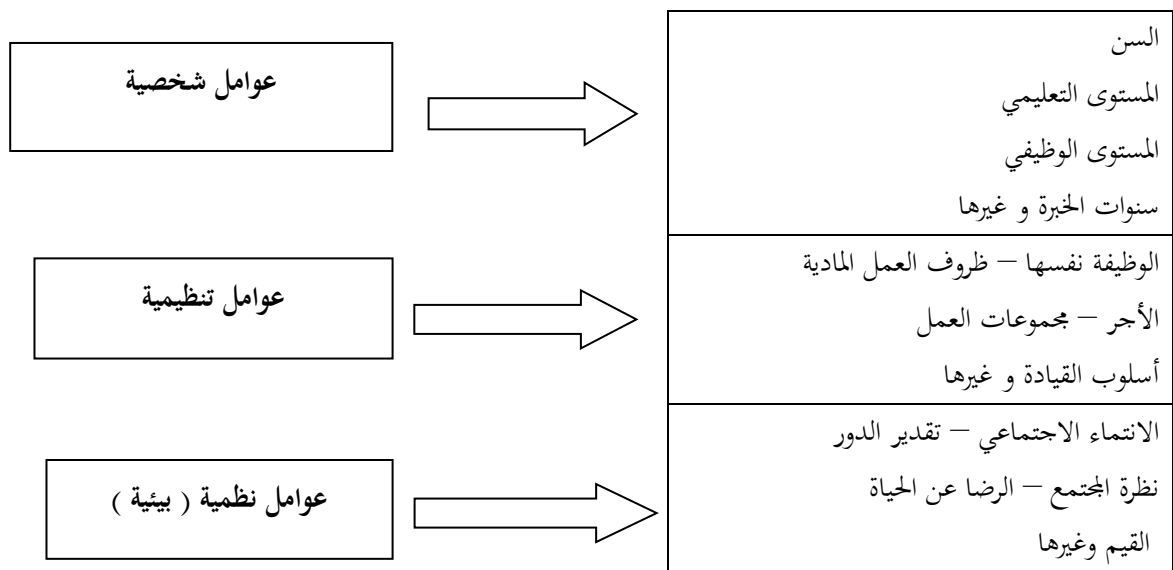 عوامل شخصية
السن
المستوى التعليمي
المستوى الوظيفي
سنوات الخبرة و غيرها
عوامل تنظيمية
الوظيفة نفسها – ظروف العمل المادية
الأجر – مجموعات العمل
أسلوب القيادة و غيرها
عوامل نظمية ( بيئية )
الانتماء الاجتماعي – تقدير الدور
نظرة المجتمع – الرضا عن الحياة
القيم وغيرها